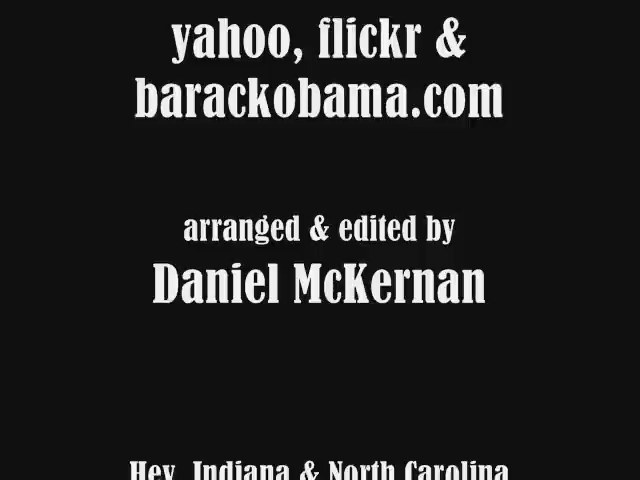 yahoo, flickr &
barackobama.com
arranged & edited by
Daniel McKernan
Hey, Indiana & North Carolina